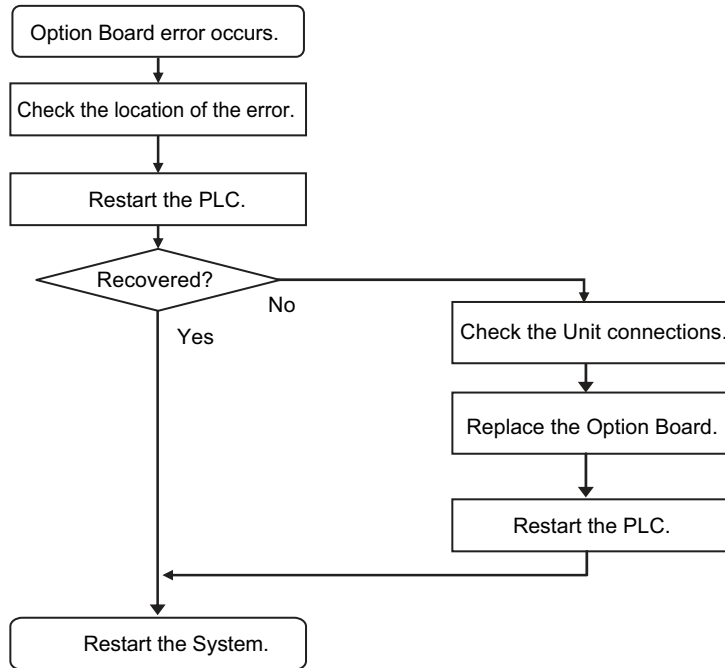 Option Board error occurs.
Check the location of the error.
Restart the PLC.
Recovered?
No
Yes
Check the Unit connections.
Replace the Option Board.
Restart the PLC.
Restart the System.